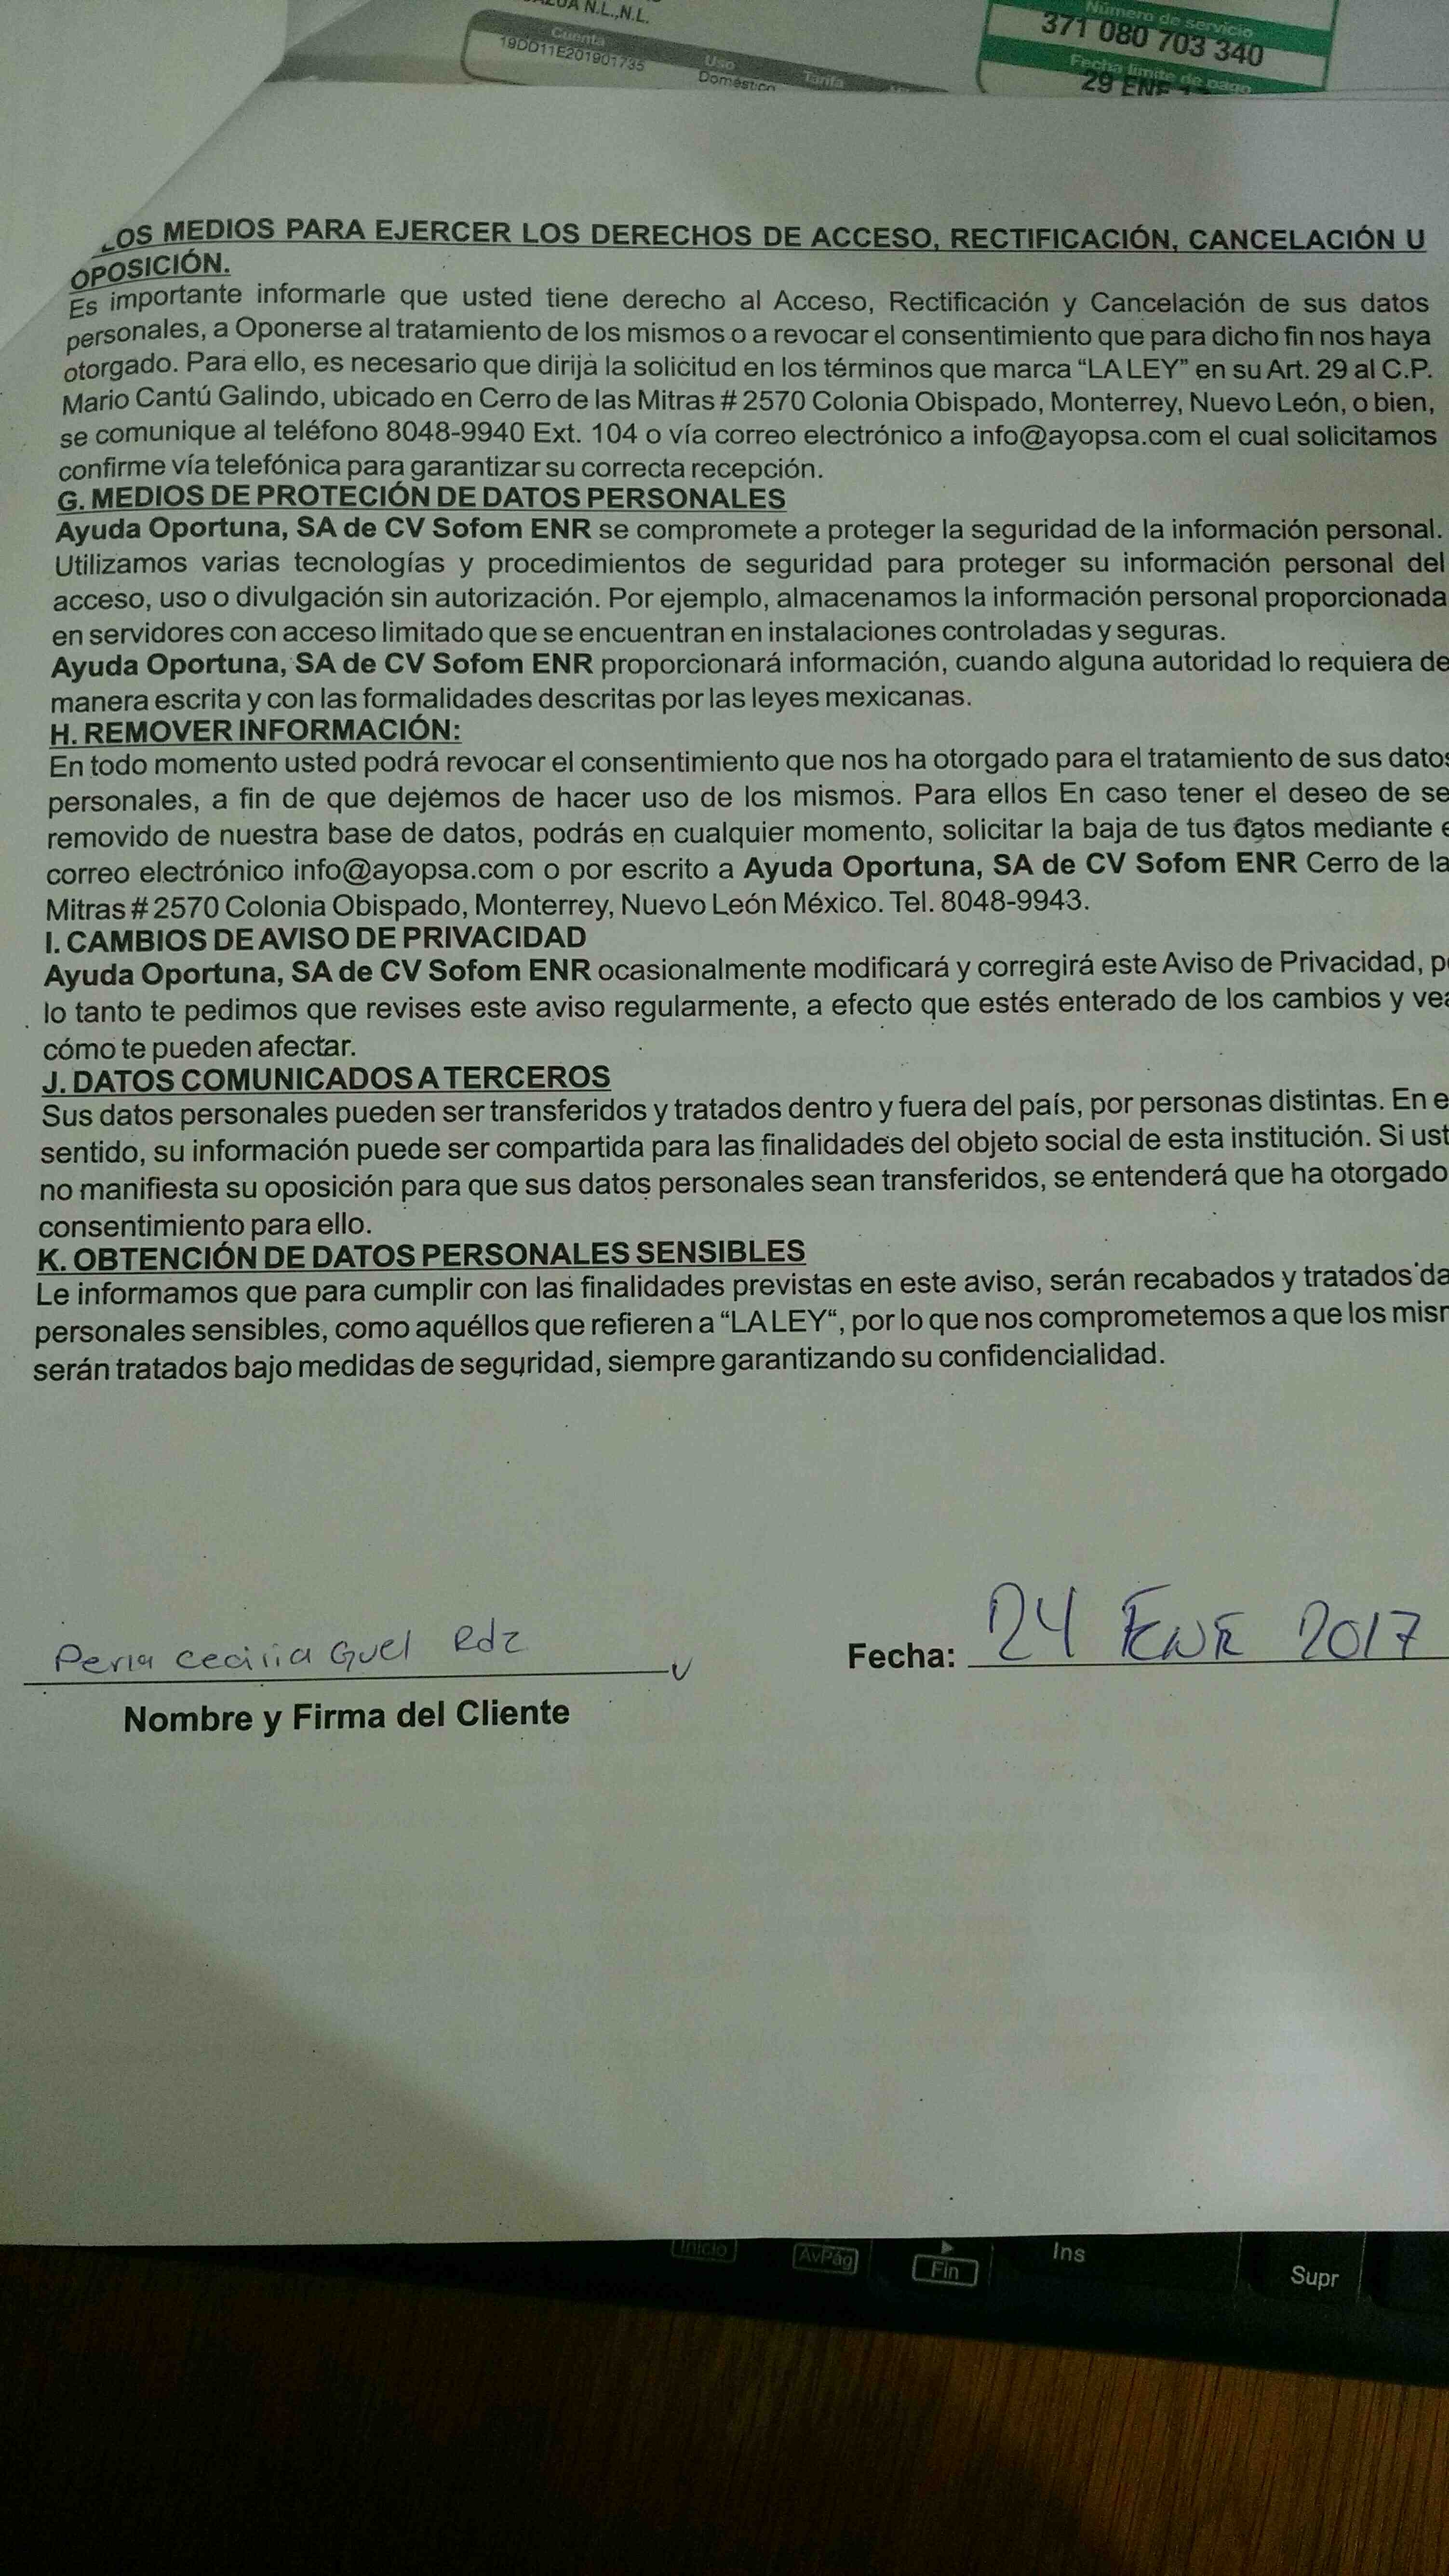 N.L.,N.L.
Cuenta
19DD11E201901735
Uso
Doméstico
Tarifa
Número de servicio
371 080 703 340
Fecha límite de pago
29 ENE
LOS MEDIOS PARA EJERCER LOS DERECHOS DE ACCESO, RECTIFICACIÓN, CANCELACIÓN U
OPOSICIÓN.
Es importante informarle que usted tiene derecho al Acceso, Rectificación y Cancelación de sus datos
personales, a Oponerse al tratamiento de los mismos o a revocar el consentimiento que para dicho fin nos haya
otorgado. Para ello, es necesario que dirija la solicitud en los términos que marca “LA LEY” en su Art. 29 al C.P.
Mario Cantú Galindo, ubicado en Cerro de las Mitras # 2570 Colonia Obispado, Monterrey, Nuevo León, o bien,
se comunique al teléfono 8048-9940 Ext. 104 o vía correo electrónico a info@ayopsa.com el cual solicitamos
confirme vía telefónica para garantizar su correcta recepción.
G. MEDIOS DE PROTECIÓN DE DATOS PERSONALES
Ayuda Oportuna, SA de CV Sofom ENR se compromete a proteger la seguridad de la información personal.
Utilizamos varias tecnologías y procedimientos de seguridad para proteger su información personal del
acceso, uso o divulgación sin autorización. Por ejemplo, almacenamos la información personal proporcionada
en servidores con acceso limitado que se encuentran en instalaciones controladas y seguras.
Ayuda Oportuna, SA de CV Sofom ENR proporcionará información, cuando alguna autoridad lo requiera de
manera escrita y con las formalidades descritas por las leyes mexicanas.
H. REMOVER INFORMACIÓN:
En todo momento usted podrá revocar el consentimiento que nos ha otorgado para el tratamiento de sus datos
personales, a fin de que dejemos de hacer uso de los mismos. Para ellos En caso tener el deseo de se
removido de nuestra base de datos, podrás en cualquier momento, solicitar la baja de tus datos mediante e
correo electrónico info@ayopsa.com o por escrito a Ayuda Oportuna, SA de CV Sofom ENR Cerro de la
Mitras # 2570 Colonia Obispado, Monterrey, Nuevo León México. Tel. 8048-9943.
I. CAMBIOS DE AVISO DE PRIVACIDAD
Ayuda Oportuna, SA de CV Sofom ENR ocasionalmente modificará y corregirá este Aviso de Privacidad, p
lo tanto te pedimos que revises este aviso regularmente, a efecto que estés enterado de los cambios y vea
cómo te pueden afectar.
J. DATOS COMUNICADOS A TERCEROS
Sus datos personales pueden ser transferidos y tratados dentro y fuera del país, por personas distintas. En e
sentido, su información puede ser compartida para las finalidades del objeto social de esta institución. Si ust
no manifiesta su oposición para que sus datos personales sean transferidos, se entenderá que ha otorgado
consentimiento para ello.
K. OBTENCIÓN DE DATOS PERSONALES SENSIBLES
Le informamos que para cumplir con las finalidades previstas en este aviso, serán recabados y tratados da
personales sensibles, como aquéllos que refieren a “LA LEY“, por lo que nos comprometemos a que los mism
serán tratados bajo medidas de seguridad, siempre garantizando su confidencialidad.
Perla Cecilia Guel Rdz
Fecha: 24 ENE 2017
Nombre y Firma del Cliente
Inicio
AvPág
Fin
Ins
Supr